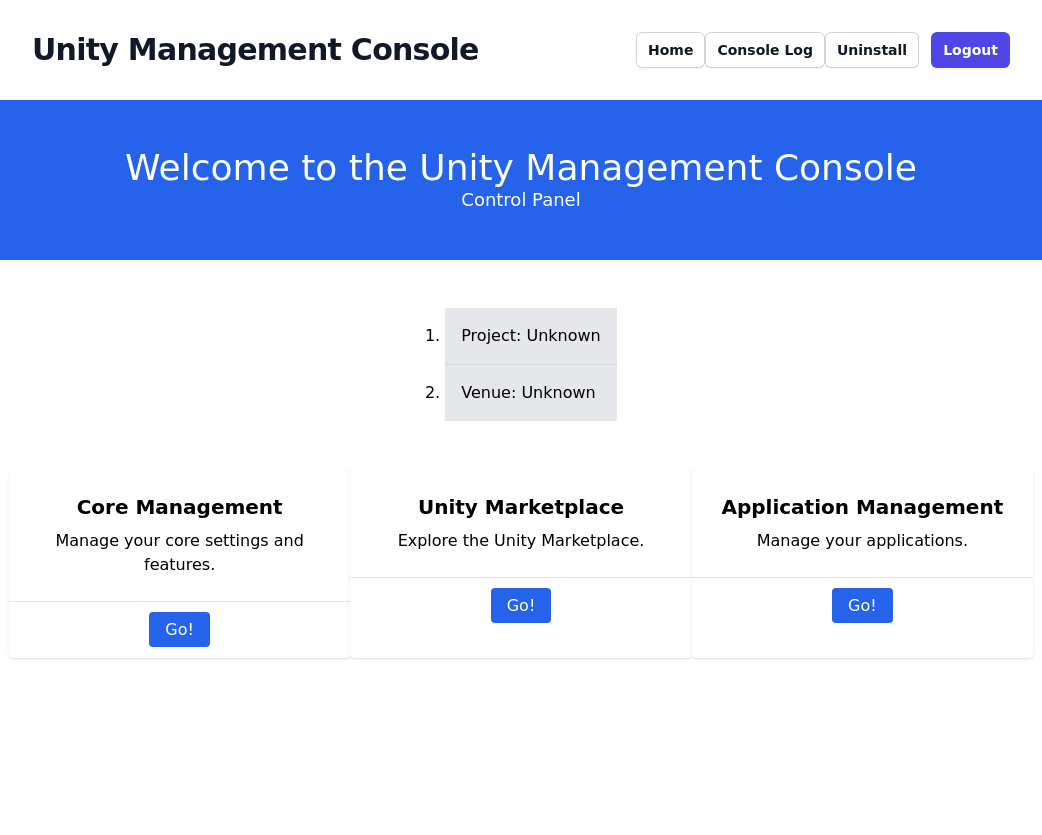 Unity Management Console
Home
Console Log
Uninstall
Logout
Welcome to the Unity Management Console
Control Panel
1. Project: Unknown
2. Venue: Unknown
Core Management
Manage your core settings and
features.
Go!
Unity Marketplace
Explore the Unity Marketplace.
Go!
Application Management
Manage your applications.
Go!